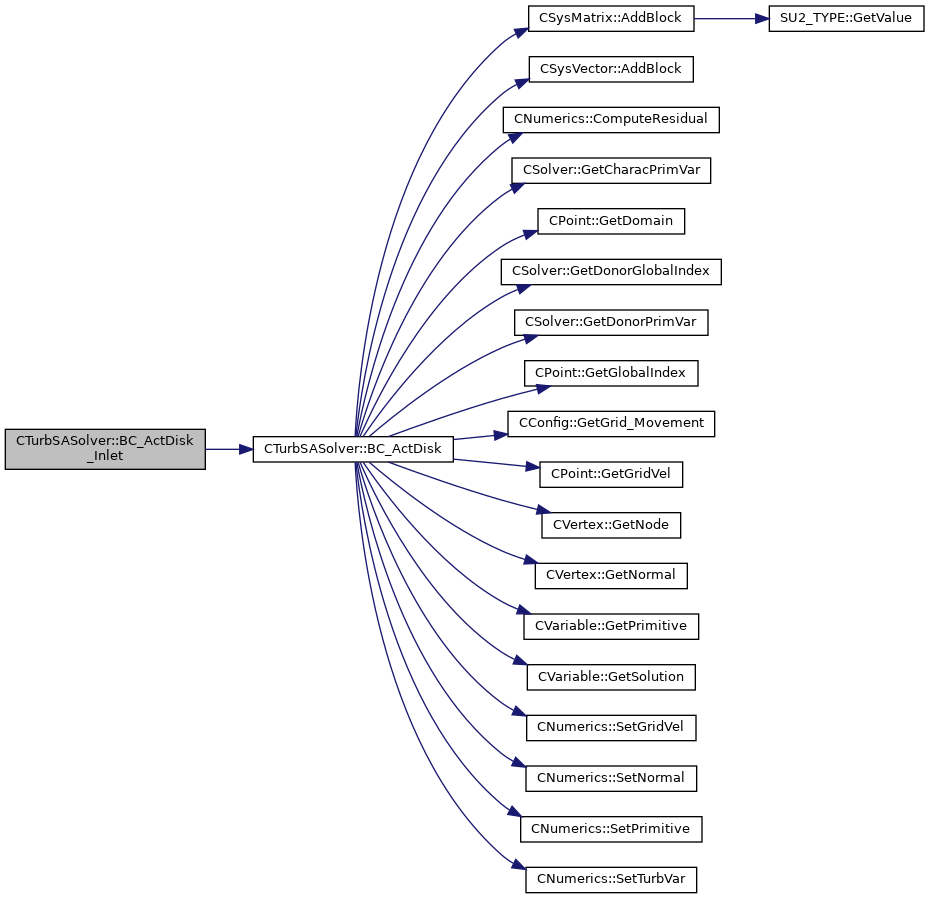 CSysMatrix::AddBlock
SU2_TYPE::GetValue
CSysVector::AddBlock
CNumerics::ComputeResidual
CSolver::GetCharacPrimVar
CPoint::GetDomain
CSolver::GetDonorGlobalIndex
CSolver::GetDonorPrimVar
CPoint::GetGlobalIndex
CConfig::GetGrid_Movement
CTurbSASolver::BC_ActDisk
_Inlet
CTurbSASolver::BC_ActDisk
CPoint::GetGridVel
CVertex::GetNode
CVertex::GetNormal
CVariable::GetPrimitive
CVariable::GetSolution
CNumerics::SetGridVel
CNumerics::SetNormal
CNumerics::SetPrimitive
CNumerics::SetTurbVar